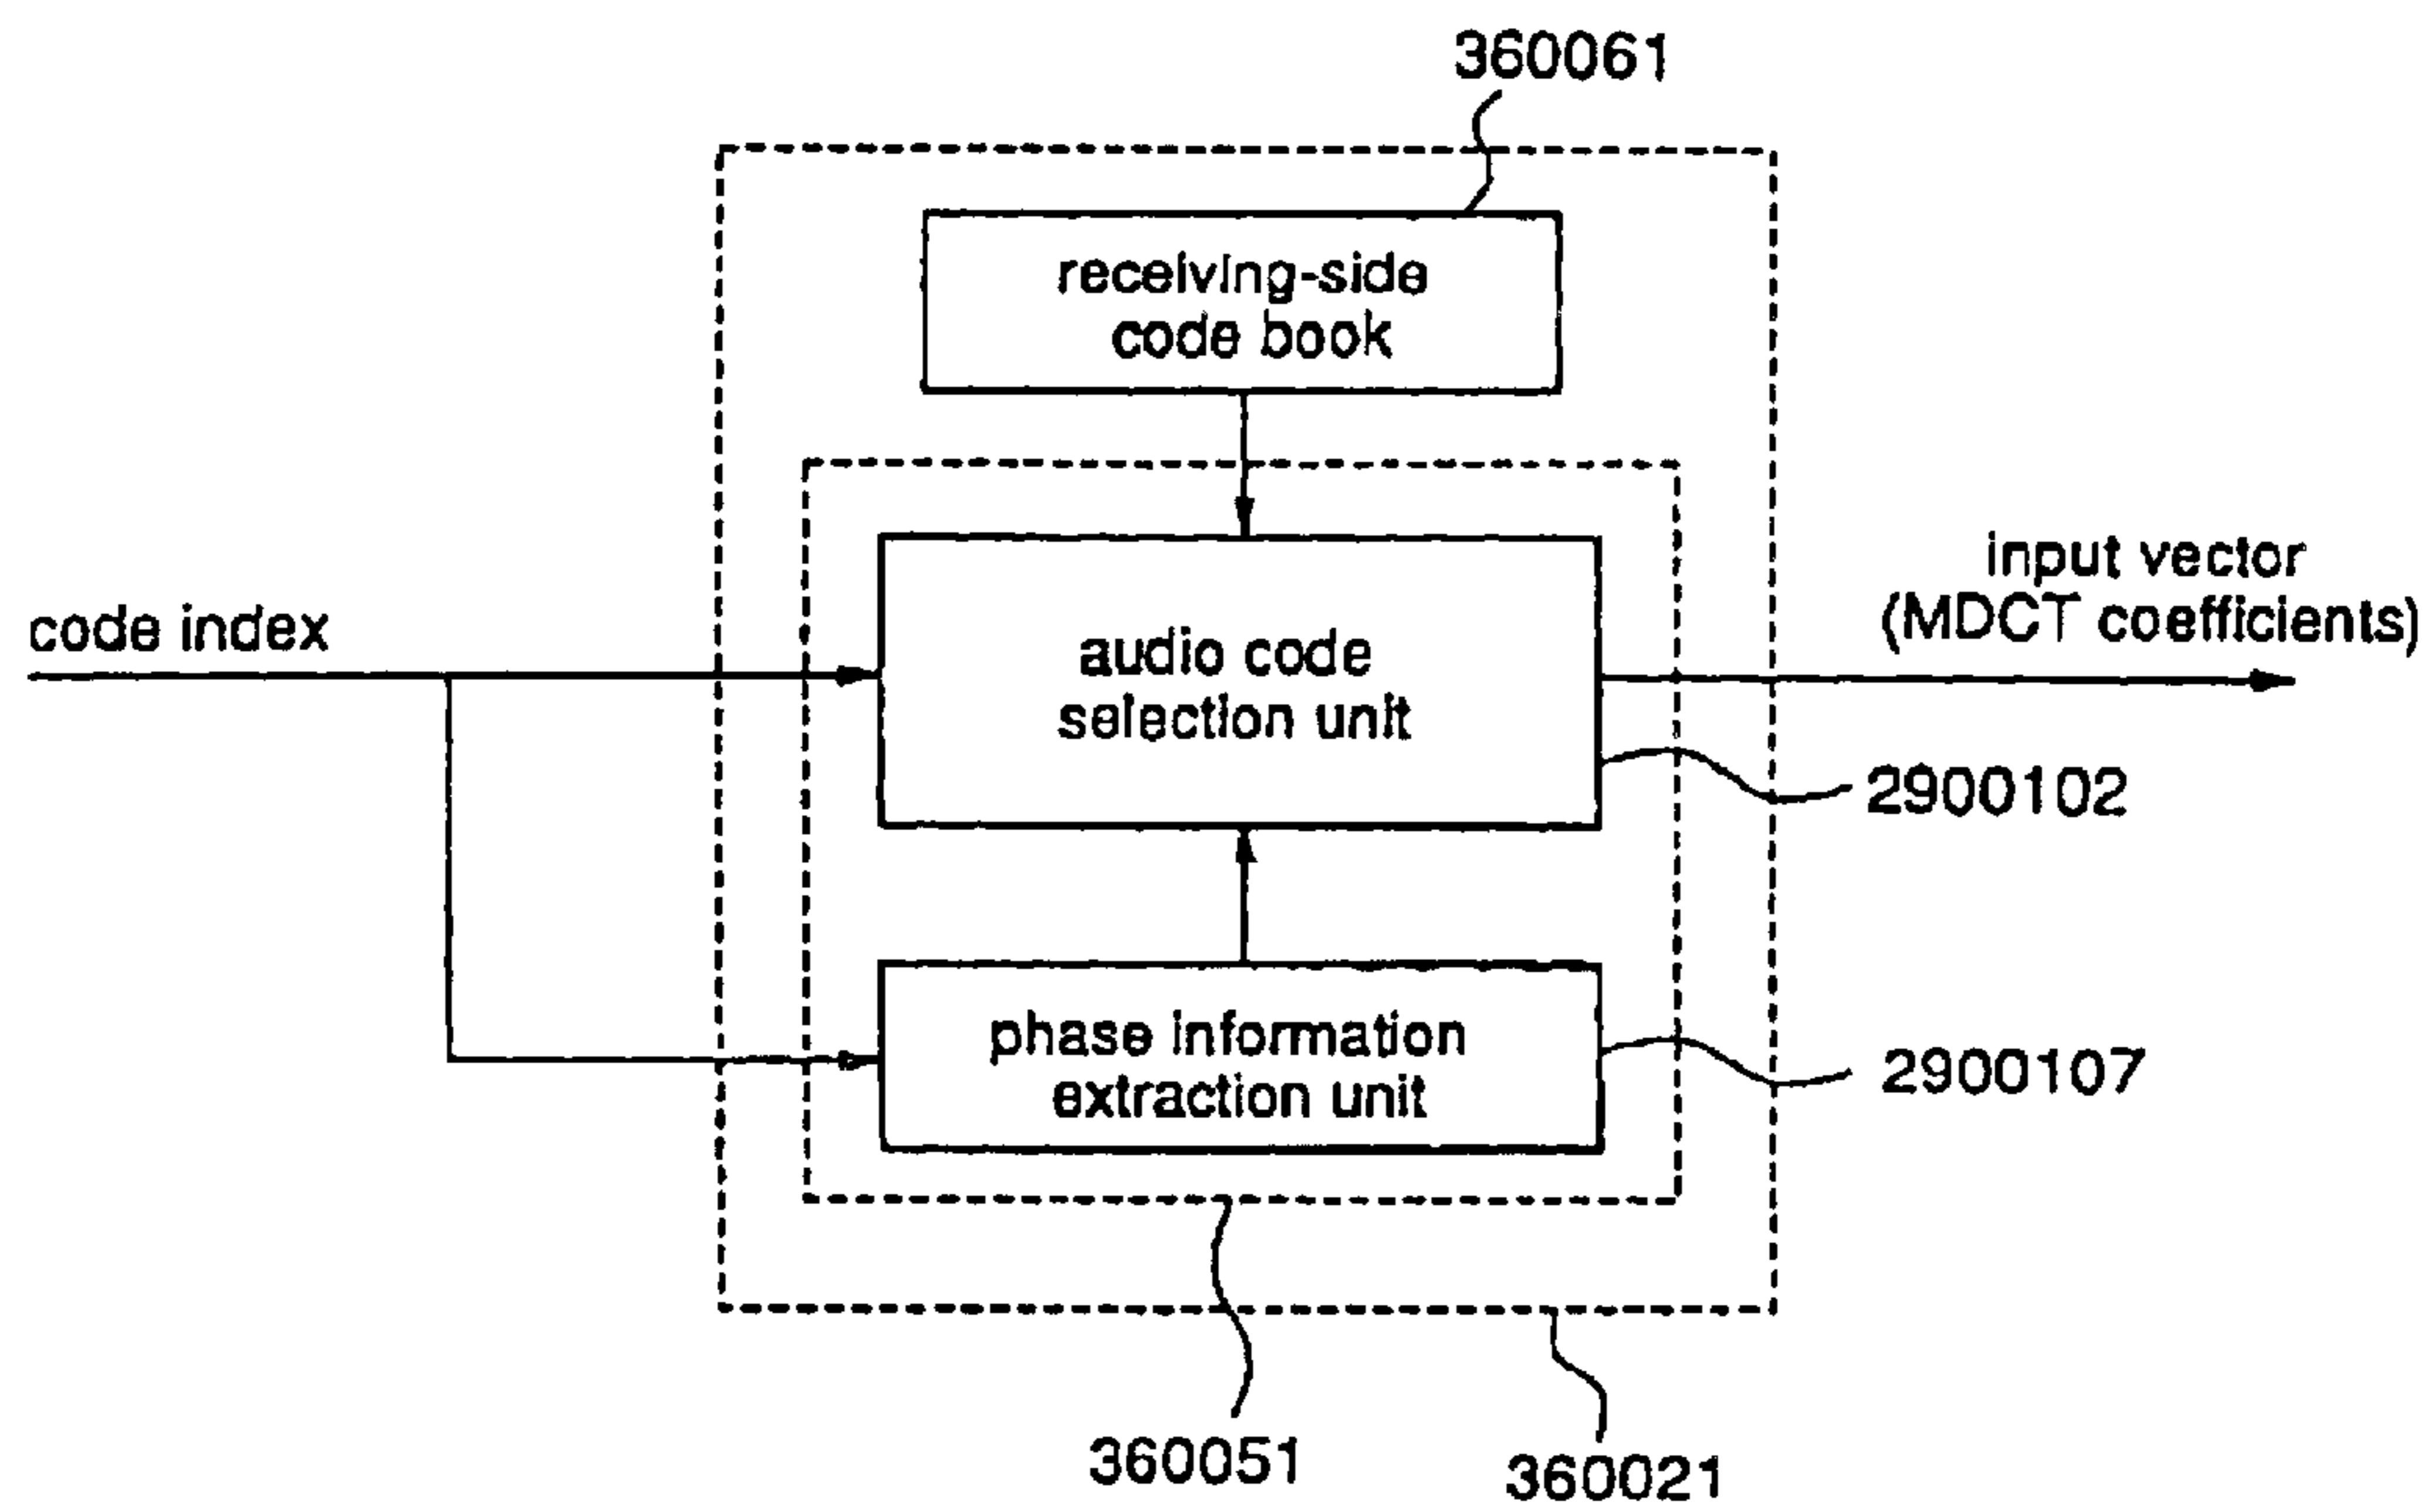 360061
receiving-side
code book
code index
audio code
selection unit
input vector
(MDCT coefficients)
2900102
phase information
extraction unit
2900107
360051
360021